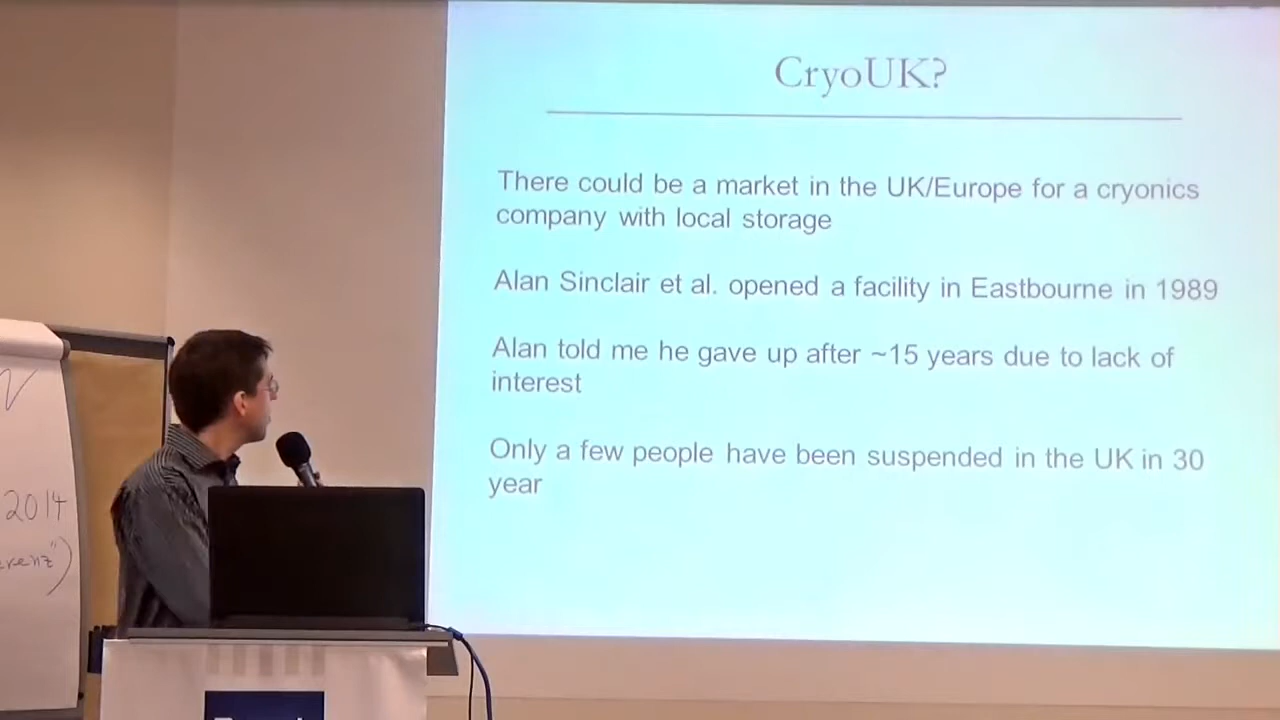 CryoUK?
There could be a market in the UK/Europe for a cryonics
company with local storage
Alan Sinclair et al. opened a facility in Eastbourne in 1989
Alan told me he gave up after ~15 years due to lack of
interest
Only a few people have been suspended in the UK in 30
year
2014